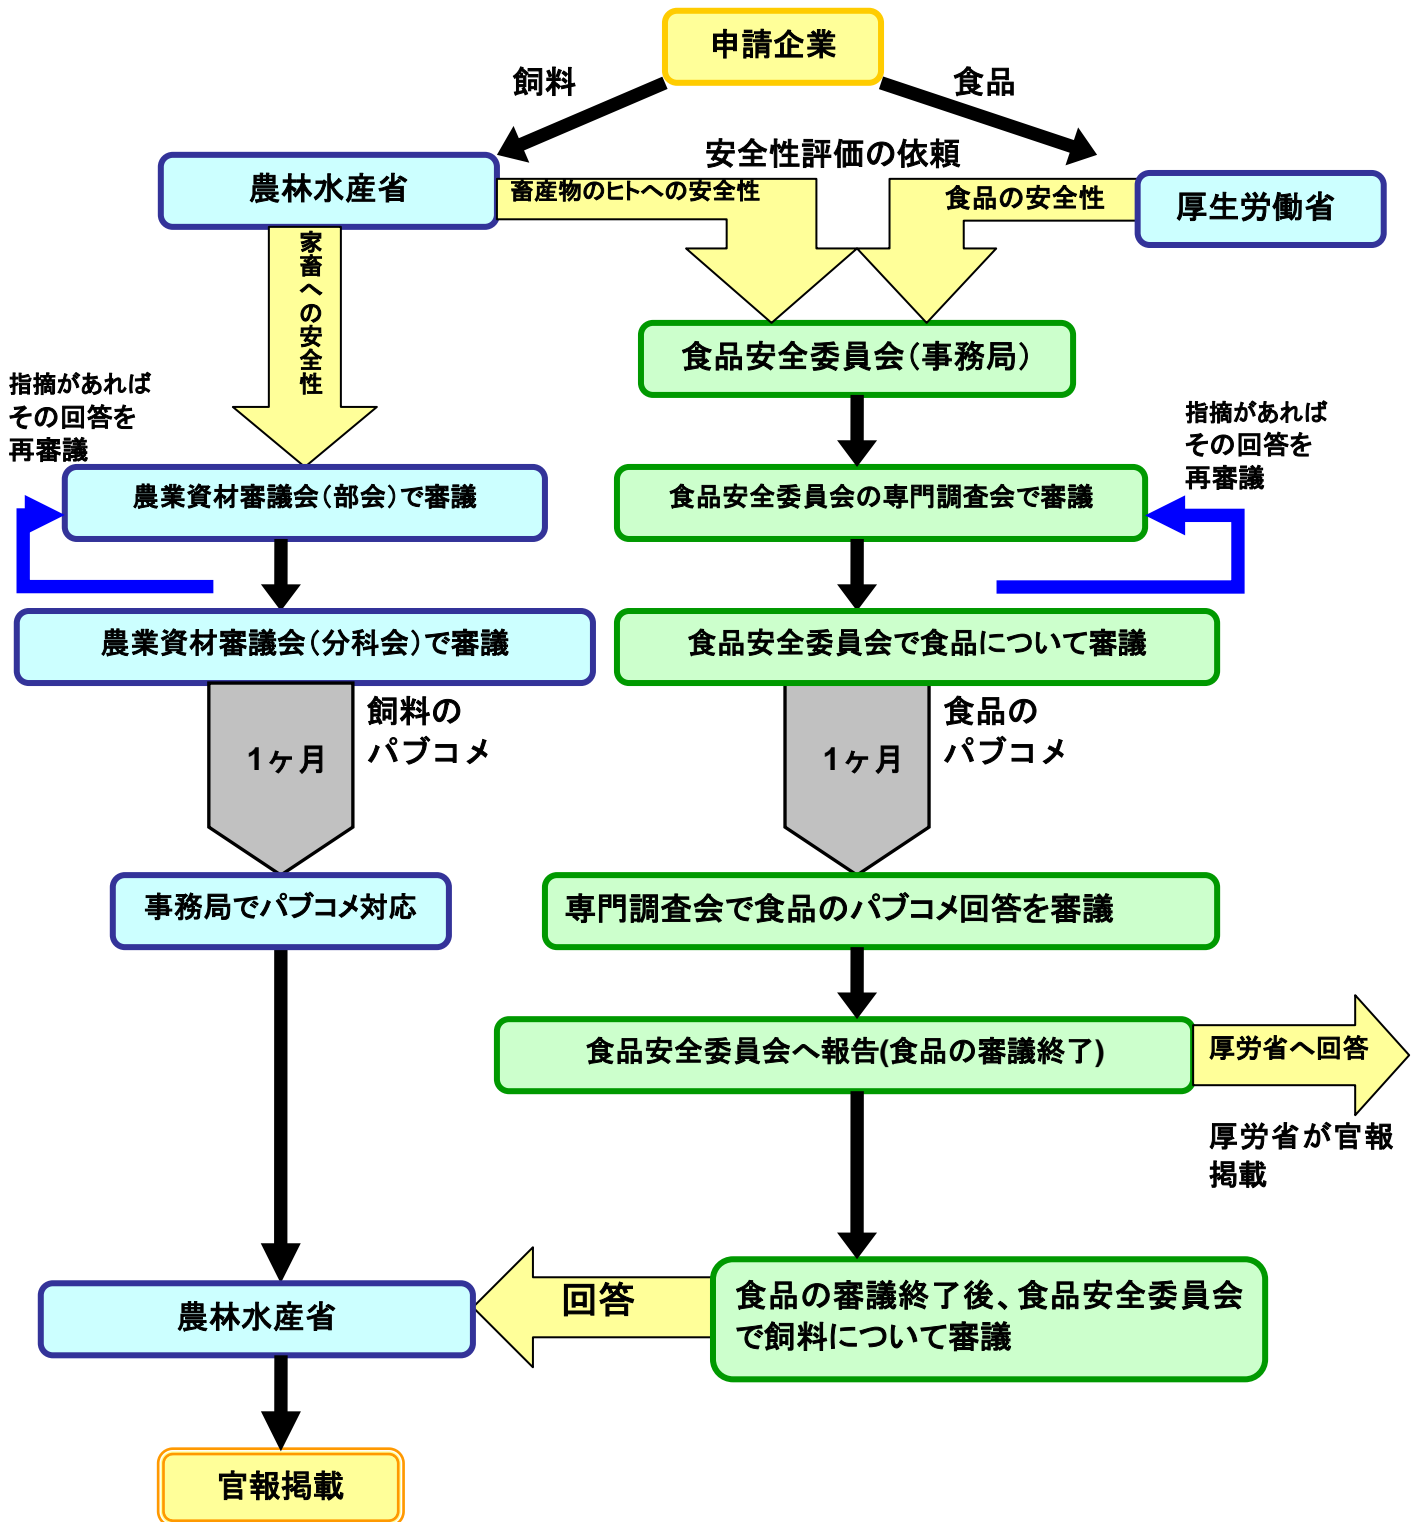 申請企業
飼料
食品
安全性評価の依頼
農林水産省
畜産物のヒトへの安全性
食品の安全性
厚生労働省
家畜への安全性
食品安全委員会（事務局）
指摘があれば
その回答を
再審議
指摘があれば
その回答を
再審議
農業資材審議会（部会）で審議
食品安全委員会の専門調査会で審議
農業資材審議会（分科会）で審議
食品安全委員会で食品について審議
1ヶ月
飼料の
パブコメ
1ヶ月
食品の
パブコメ
事務局でパブコメ対応
専門調査会で食品のパブコメ回答を審議
食品安全委員会へ報告(食品の審議終了)
厚労省へ回答
厚労省が官報
掲載
農林水産省
回答
食品の審議終了後、食品安全委員会
で飼料について審議
官報掲載